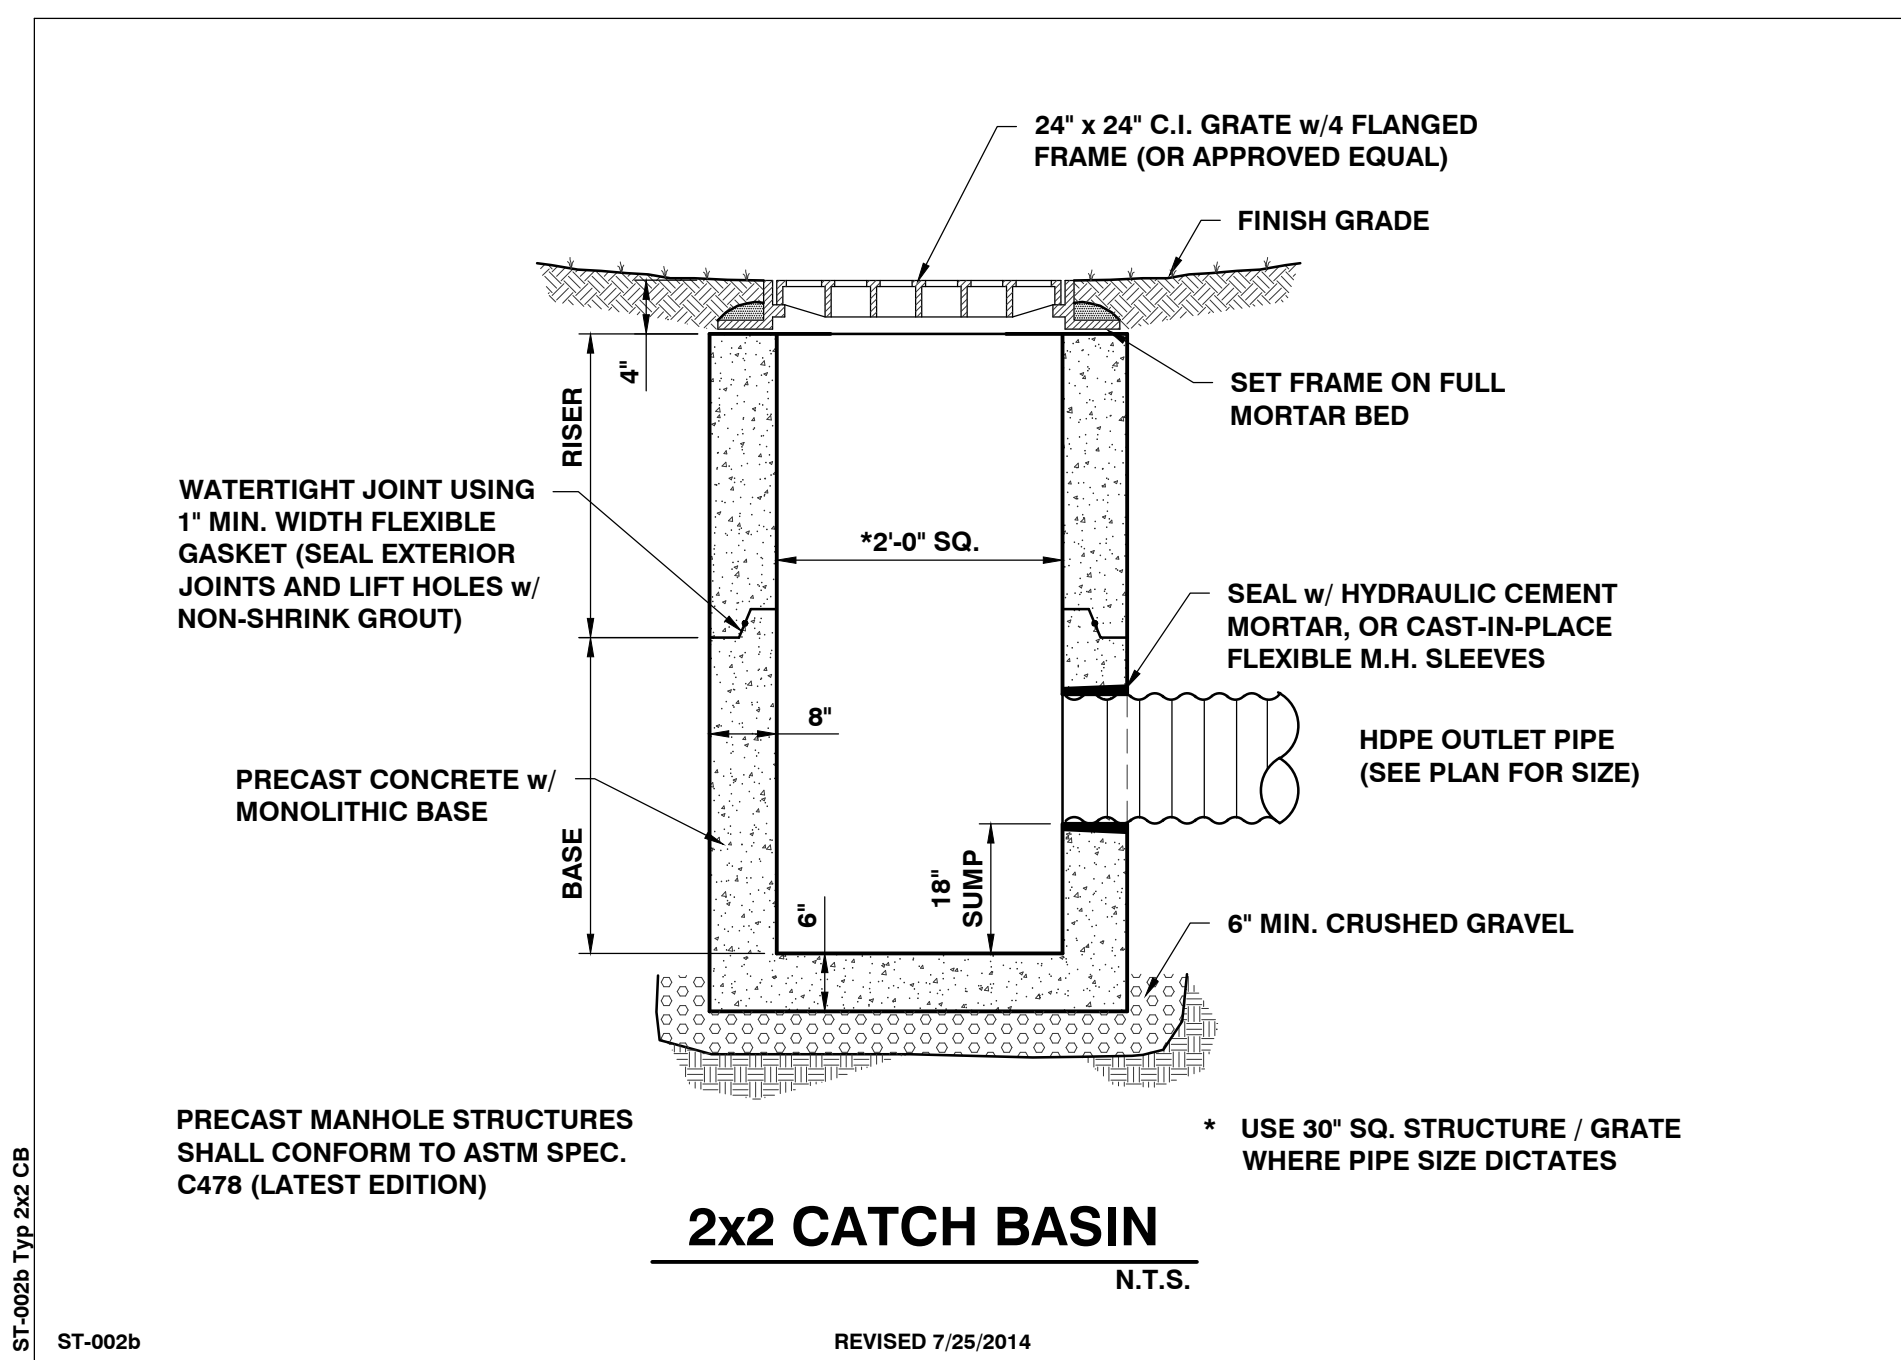 24" x 24" C.I. GRATE w/4 FLANGED
FRAME (OR APPROVED EQUAL)
FINISH GRADE
4"
RISER
SET FRAME ON FULL
MORTAR BED
WATERTIGHT JOINT USING
1" MIN. WIDTH FLEXIBLE
GASKET (SEAL EXTERIOR
JOINTS AND LIFT HOLES w/
NON-SHRINK GROUT)
*2'-0" SQ.
SEAL w/ HYDRAULIC CEMENT
MORTAR, OR CAST-IN-PLACE
FLEXIBLE M.H. SLEEVES
8"
HDPE OUTLET PIPE
(SEE PLAN FOR SIZE)
PRECAST CONCRETE w/
MONOLITHIC BASE
BASE
18"
SUMP
6"
6" MIN. CRUSHED GRAVEL
PRECAST MANHOLE STRUCTURES
SHALL CONFORM TO ASTM SPEC.
C478 (LATEST EDITION)
* USE 30" SQ. STRUCTURE / GRATE
WHERE PIPE SIZE DICTATES
2x2 CATCH BASIN
N.T.S.
ST-002b Typ 2x2 CB
ST-002b
REVISED 7/25/2014